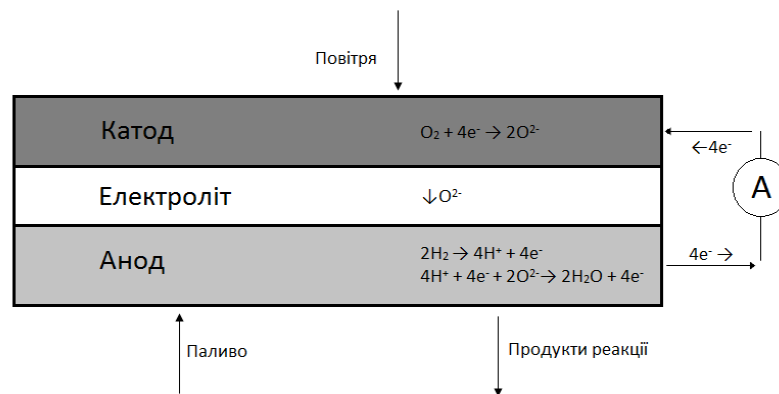 Повітря
Катод
O₂ + 4e⁻ → 2O²⁻
←4e⁻
Електроліт
↓O²⁻
A
Анод
2H₂ → 4H⁺ + 4e⁻
4H⁺ + 4e⁻ + 2O²⁻→ 2H₂O + 4e⁻
4e⁻ →
Паливо
Продукти реакції